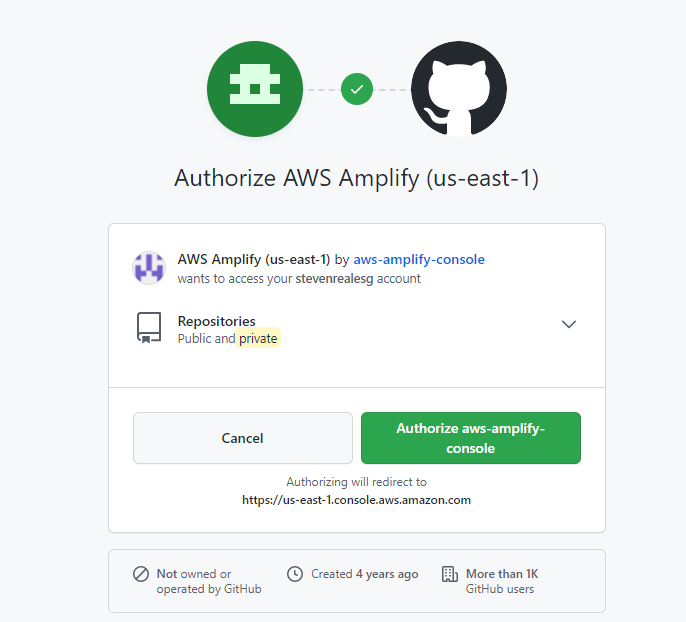 Authorize AWS Amplify (us-east-1)
AWS Amplify (us-east-1) by aws-amplify-console
wants to access your stevenrealesg account
Repositories
Public and private
Cancel
Authorize aws-amplify-
console
Authorizing will redirect to
https://us-east-1.console.aws.amazon.com
Not owned or
operated by GitHub
Created 4 years ago
More than 1K
GitHub users